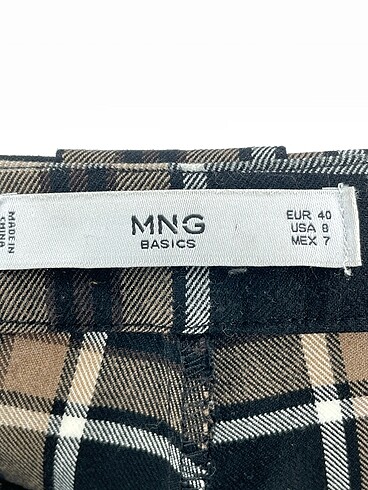 MADE IN
CHINA
MNG
BASICS
EUR 40
USA 8
MEX 7